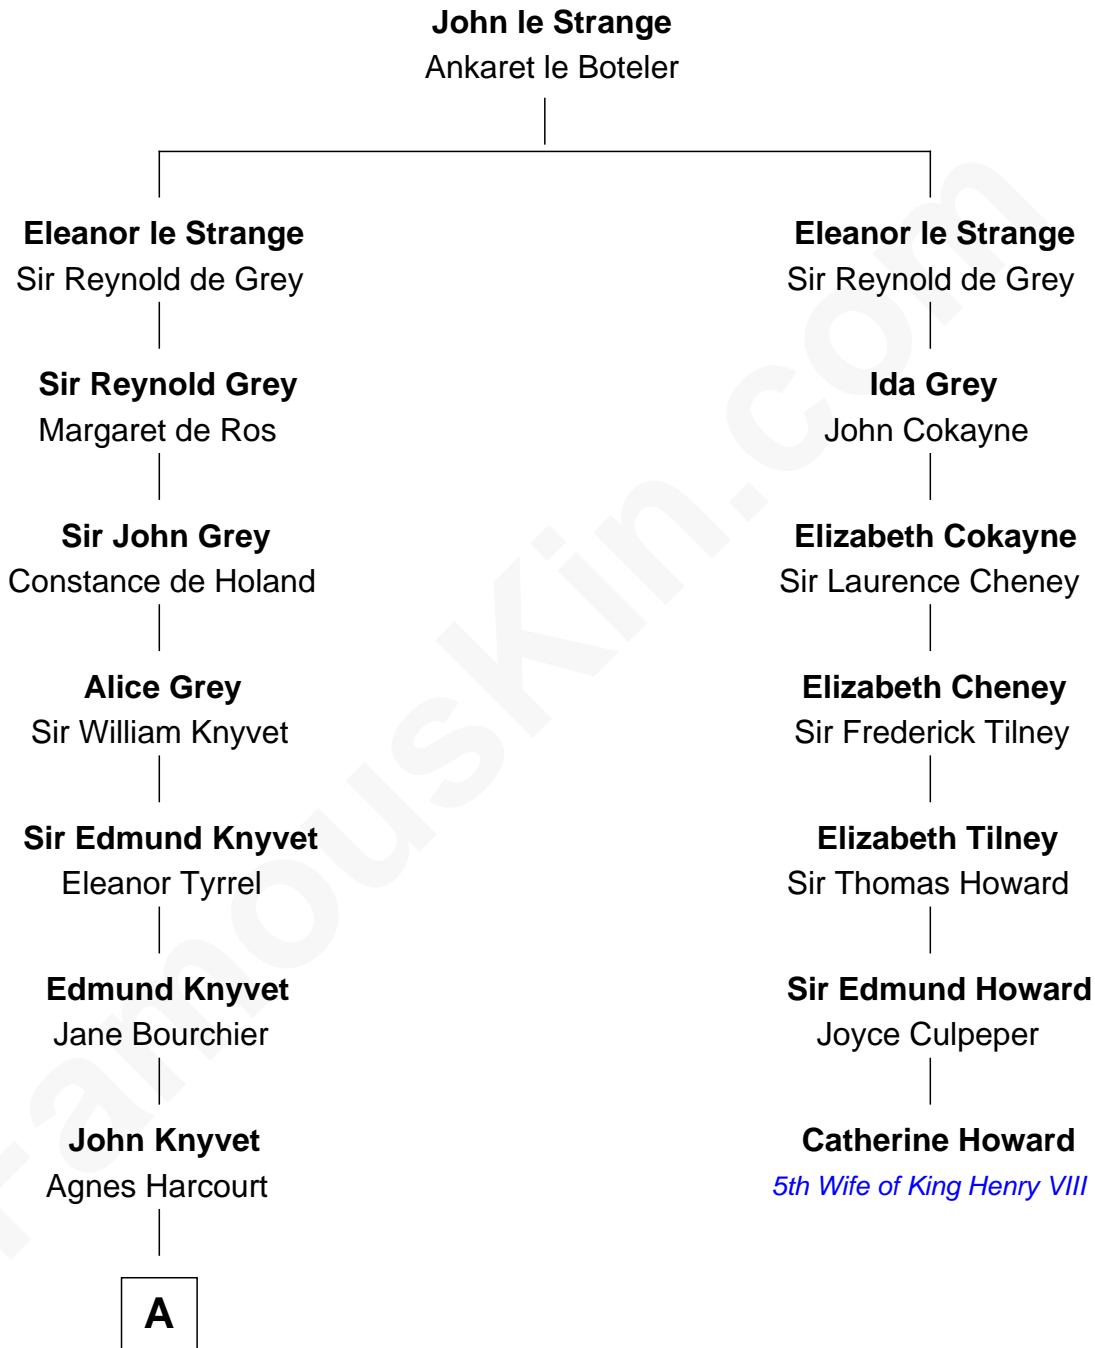 John le Strange
Ankaret le Boteler
Eleanor le Strange
Sir Reynold de Grey
Eleanor le Strange
Sir Reynold de Grey
Sir Reynold Grey
Margaret de Ros
Ida Grey
John Cokayne
Sir John Grey
Constance de Holand
Elizabeth Cokayne
Sir Laurence Cheney
Alice Grey
Sir William Knyvet
Elizabeth Cheney
Sir Frederick Tilney
Sir Edmund Knyvet
Eleanor Tyrrel
Elizabeth Tilney
Sir Thomas Howard
Edmund Knyvet
Jane Bourchier
Sir Edmund Howard
Joyce Culpeper
John Knyvet
Agnes Harcourt
Catherine Howard
5th Wife of King Henry VIII
A
FamousKin.com